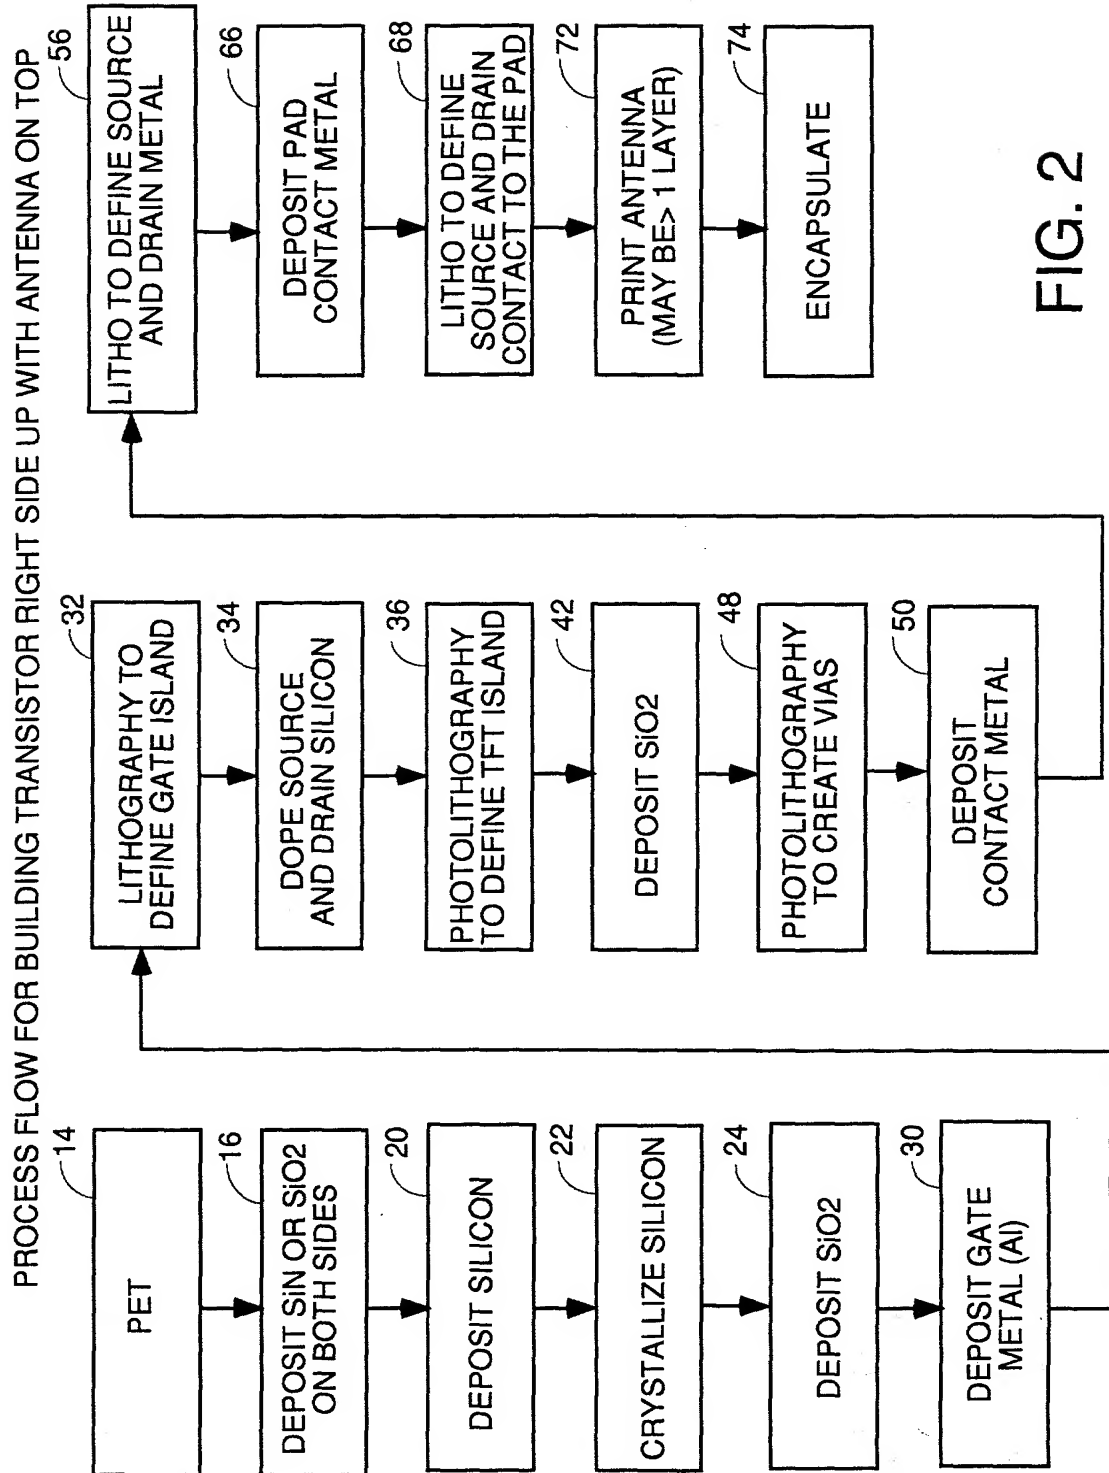 PROCESS FLOW FOR BUILDING TRANSISTOR RIGHT SIDE UP WITH ANTENNA ON TOP
14
PET
16
DEPOSIT SiN OR SiO2
ON BOTH SIDES
20
DEPOSIT SILICON
22
CRYSTALLIZE SILICON
24
DEPOSIT SiO2
30
DEPOSIT GATE
METAL (Al)
32
LITHOGRAPHY TO
DEFINE GATE ISLAND
34
DOPE SOURCE
AND DRAIN SILICON
36
PHOTOLITHOGRAPHY
TO DEFINE TFT ISLAND
42
DEPOSIT SiO2
48
PHOTOLITHOGRAPHY
TO CREATE VIAS
50
DEPOSIT
CONTACT METAL
56
LITHO TO DEFINE SOURCE
AND DRAIN METAL
66
DEPOSIT PAD
CONTACT METAL
68
LITHO TO DEFINE
SOURCE AND DRAIN
CONTACT TO THE PAD
72
PRINT ANTENNA
(MAY BE> 1 LAYER)
74
ENCAPSULATE
FIG. 2